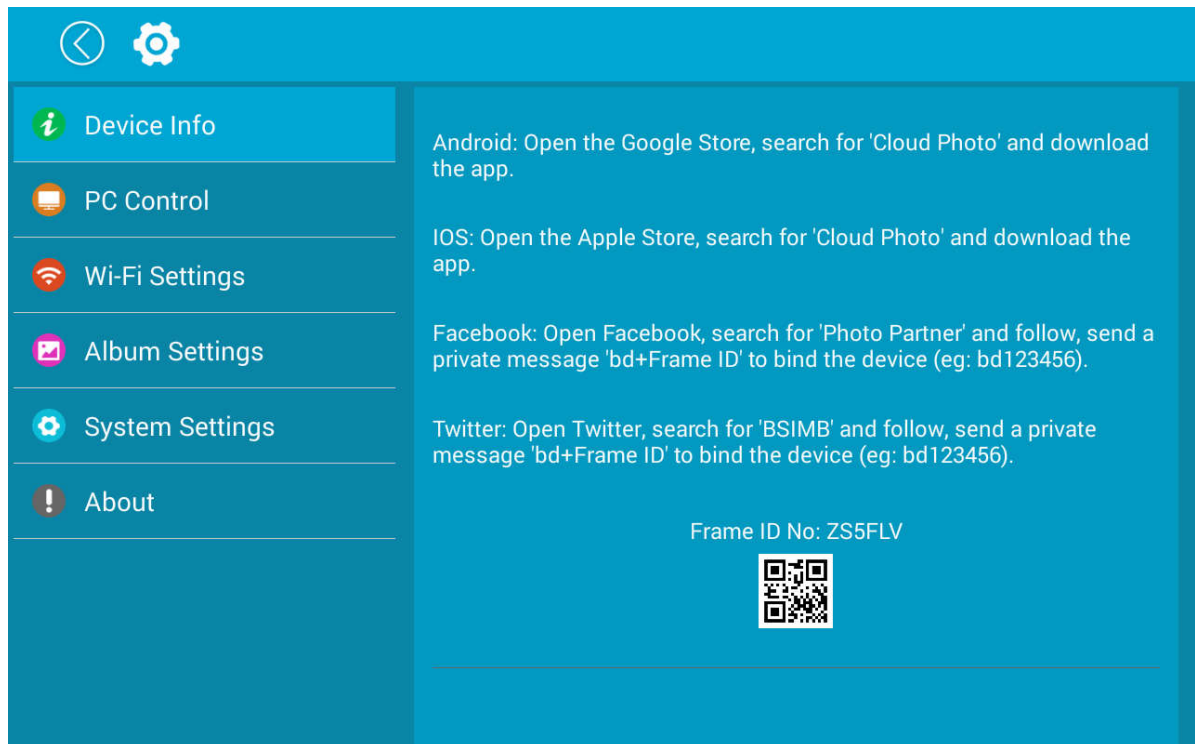 Device Info
PC Control
Wi-Fi Settings
Album Settings
System Settings
About
Android: Open the Google Store, search for 'Cloud Photo' and download
the app.
IOS: Open the Apple Store, search for 'Cloud Photo' and download the
app.
Facebook: Open Facebook, search for 'Photo Partner' and follow, send a
private message 'bd+Frame ID' to bind the device (eg: bd123456).
Twitter: Open Twitter, search for 'BSIMB' and follow, send a private
message 'bd+Frame ID' to bind the device (eg: bd123456).
Frame ID No: ZS5FLV